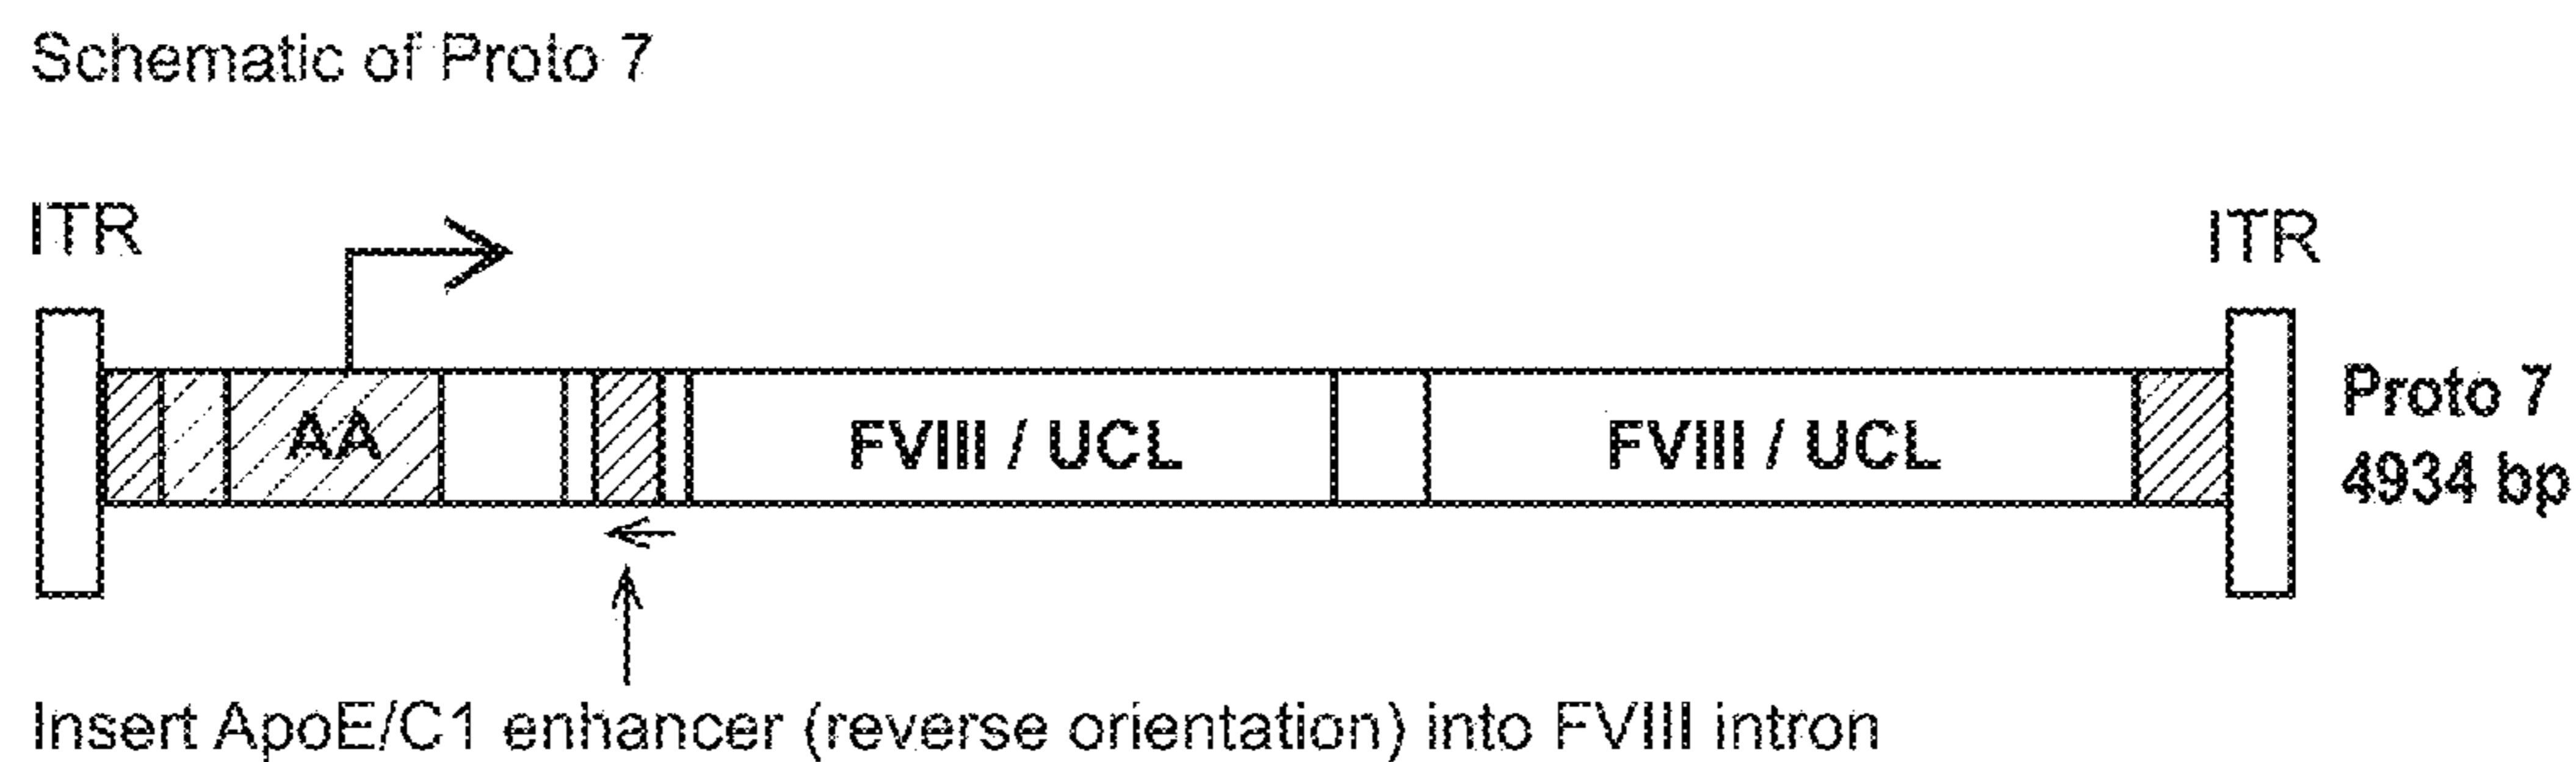 Schematic of Proto 7
ITR
ITR
AA
FVIII / UCL
FVIII / UCL
Proto 7
4934 bp
Insert ApoE/C1 enhancer (reverse orientation) into FVIII intron